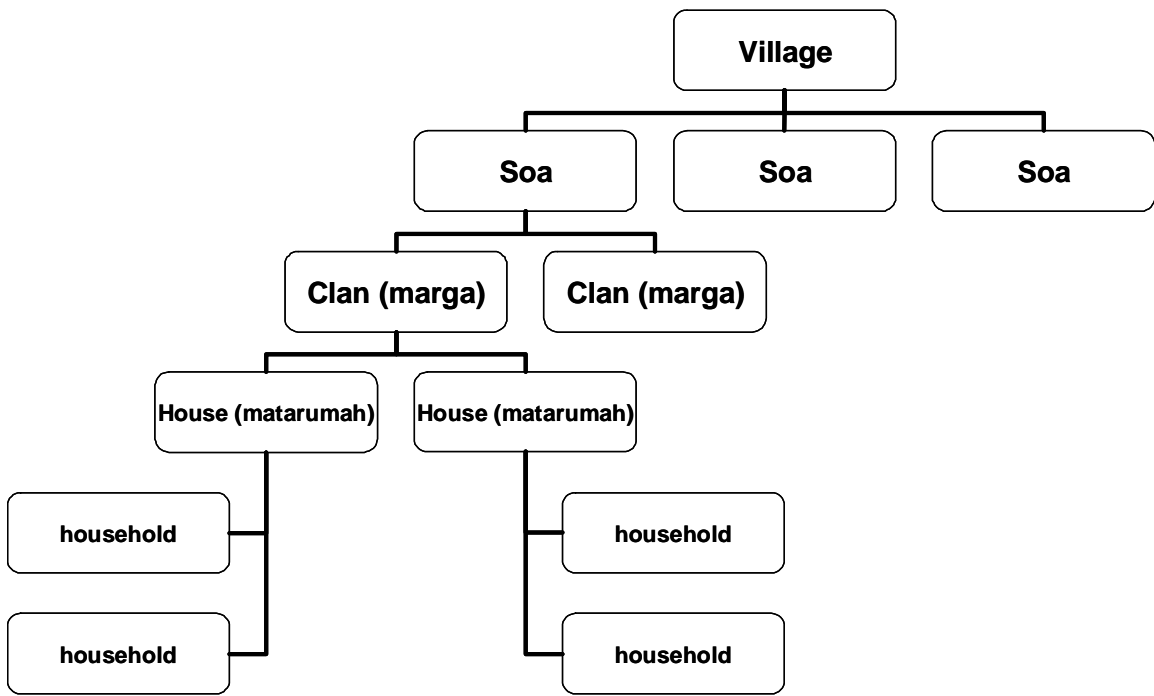 Village
Soa
Soa
Soa
Clan (marga)
Clan (marga)
House (matarumah)
House (matarumah)
household
household
household
household